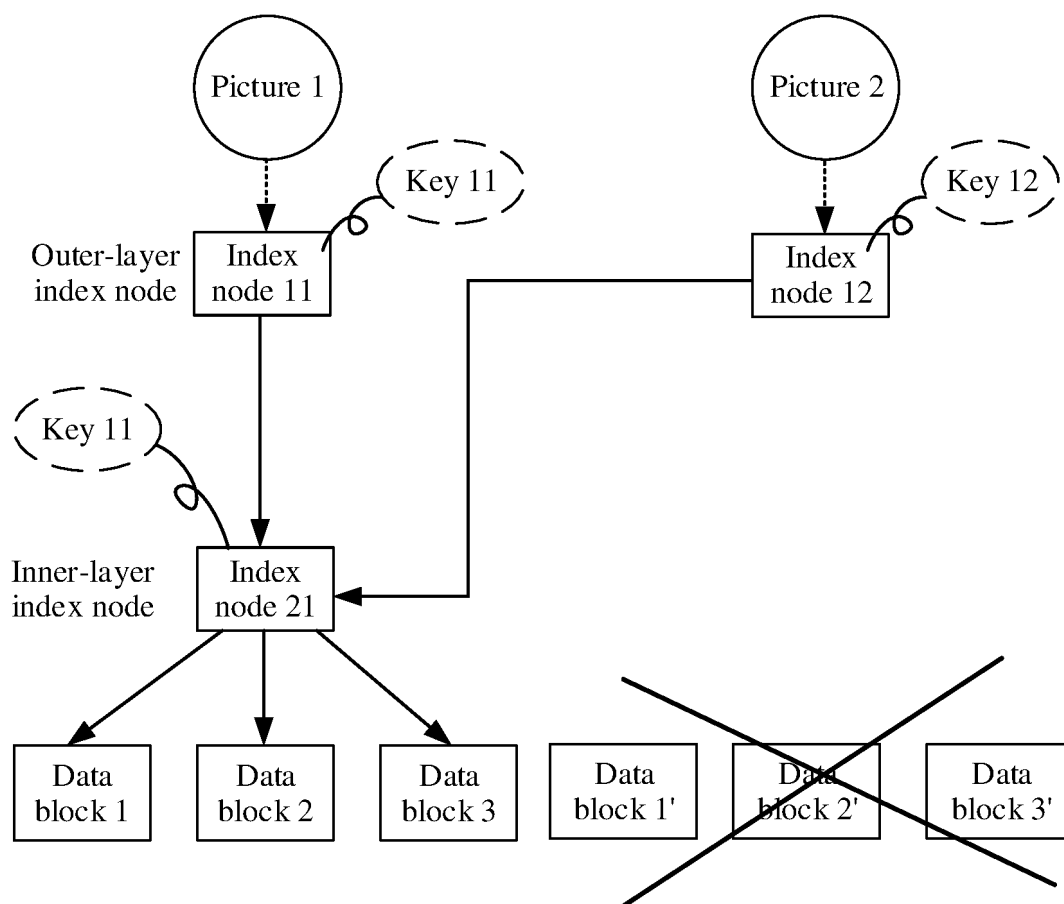 Picture 1
Picture 2
Key 11
Key 12
Outer-layer
index node
Index
node 11
Index
node 12
Key 11
Inner-layer
index node
Index
node 21
Data
block 1
Data
block 2
Data
block 3
Data
block 1'
Data
block 2'
Data
block 3'